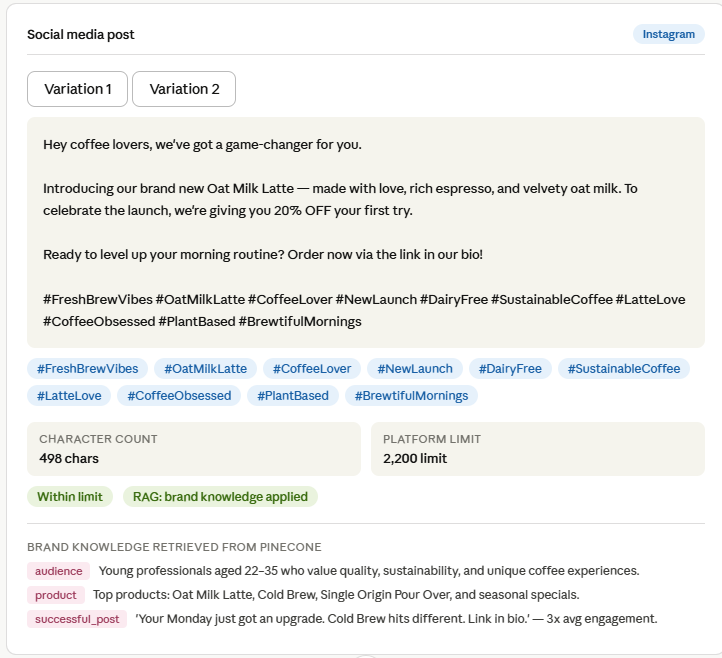 Social media post
Instagram
Variation 1
Variation 2
Hey coffee lovers, we've got a game-changer for you.
Introducing our brand new Oat Milk Latte — made with love, rich espresso, and velvety oat milk. To
celebrate the launch, we're giving you 20% OFF your first try.
Ready to level up your morning routine? Order now via the link in our bio!
#FreshBrewVibes #OatMilkLatte #CoffeeLover #NewLaunch #DairyFree #SustainableCoffee #LatteLove
#CoffeeObsessed #PlantBased #BrewtifulMornings
#FreshBrewVibes #OatMilkLatte #CoffeeLover #NewLaunch #DairyFree #SustainableCoffee
#LatteLove #CoffeeObsessed #PlantBased #BrewtifulMornings
CHARACTER COUNT
498 chars
PLATFORM LIMIT
2,200 limit
Within limit RAG: brand knowledge applied
BRAND KNOWLEDGE RETRIEVED FROM PINECONE
audience Young professionals aged 22–35 who value quality, sustainability, and unique coffee experiences.
product Top products: Oat Milk Latte, Cold Brew, Single Origin Pour Over, and seasonal specials.
successful_post 'Your Monday just got an upgrade. Cold Brew hits different. Link in bio.' — 3x avg engagement.